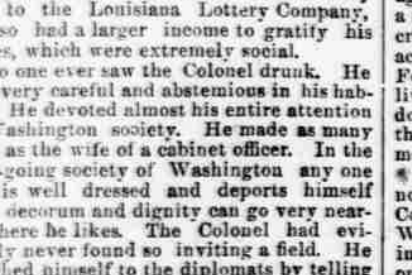 to the Louisiana Lottery Company,
so had a larger income to gratify his
es, which were extremely social.
o one ever saw the Colonel drunk. He
very careful and abstemious in his hab-
He devoted almost his entire attention
ashington society. He made as many
as the wife of a cabinet officer. In the
-going society of Washington any one
is well dressed and deports himself
decorum and dignity can go very near-
here he likes. The Colonel had evi-
ly never found so inviting a field. He
hed himself to the diplomats by telling